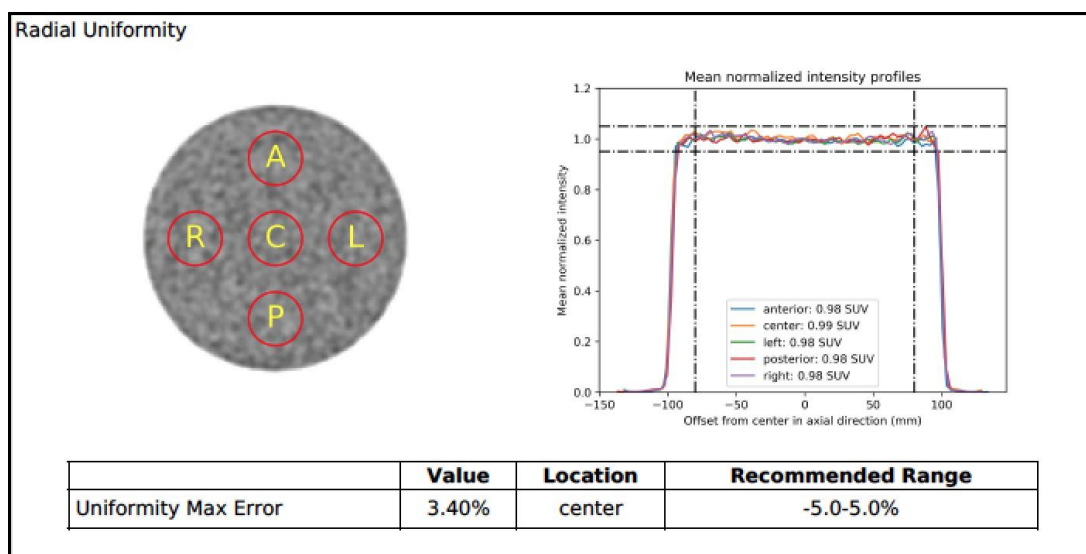 Radial Uniformity
A
R C L
P
Mean normalized intensity profiles
Mean normalized intensity
1.2
1.0
0.8
0.6
0.4
0.2
0.0
anterior: 0.98 SUV
center: 0.99 SUV
left: 0.98 SUV
posterior: 0.98 SUV
right: 0.98 SUV
−150 −100 −50 0 50 100
Offset from center in axial direction (mm)
Value Location Recommended Range
Uniformity Max Error 3.40% center -5.0-5.0%